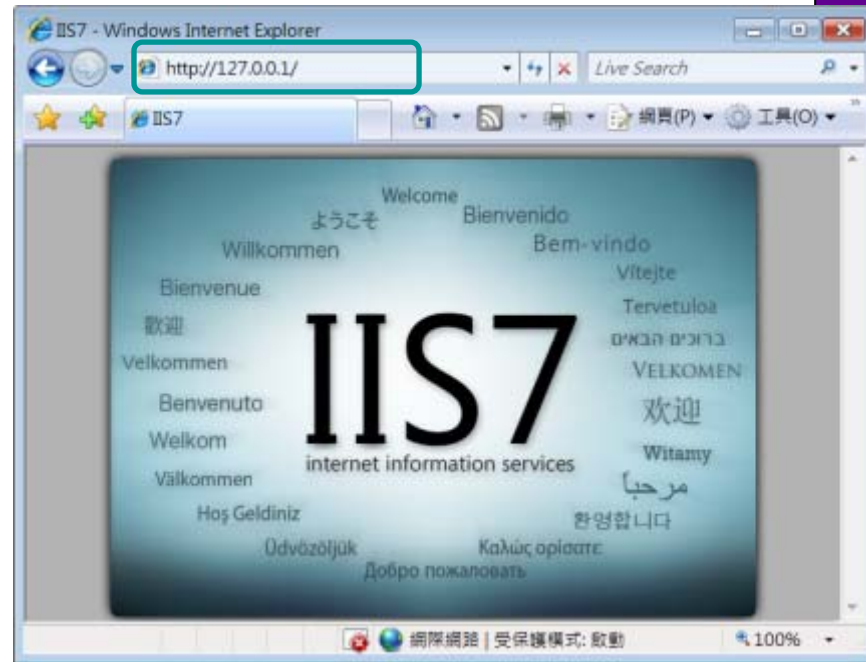 IIS7 - Windows Internet Explorer
http://127.0.0.1/
Live Search
IIS7
網頁(P)
工具(O)
Welcome
ようこそ
Bienvenido
Willkommen
Bem-vindo
Vítejte
Bienvenue
Tervetuloa
歡迎
ברוכים הבאים
Velkommen
VELKOMEN
Benvenuto
欢迎
Welkom
Witamy
IIS7
internet information services
Välkommen
مرحباً
Hoş Geldiniz
환영합니다
Üdvözöljük
Καλώς ορίσατε
Добро пожаловать
網際網路 | 受保護模式: 啟動
100%